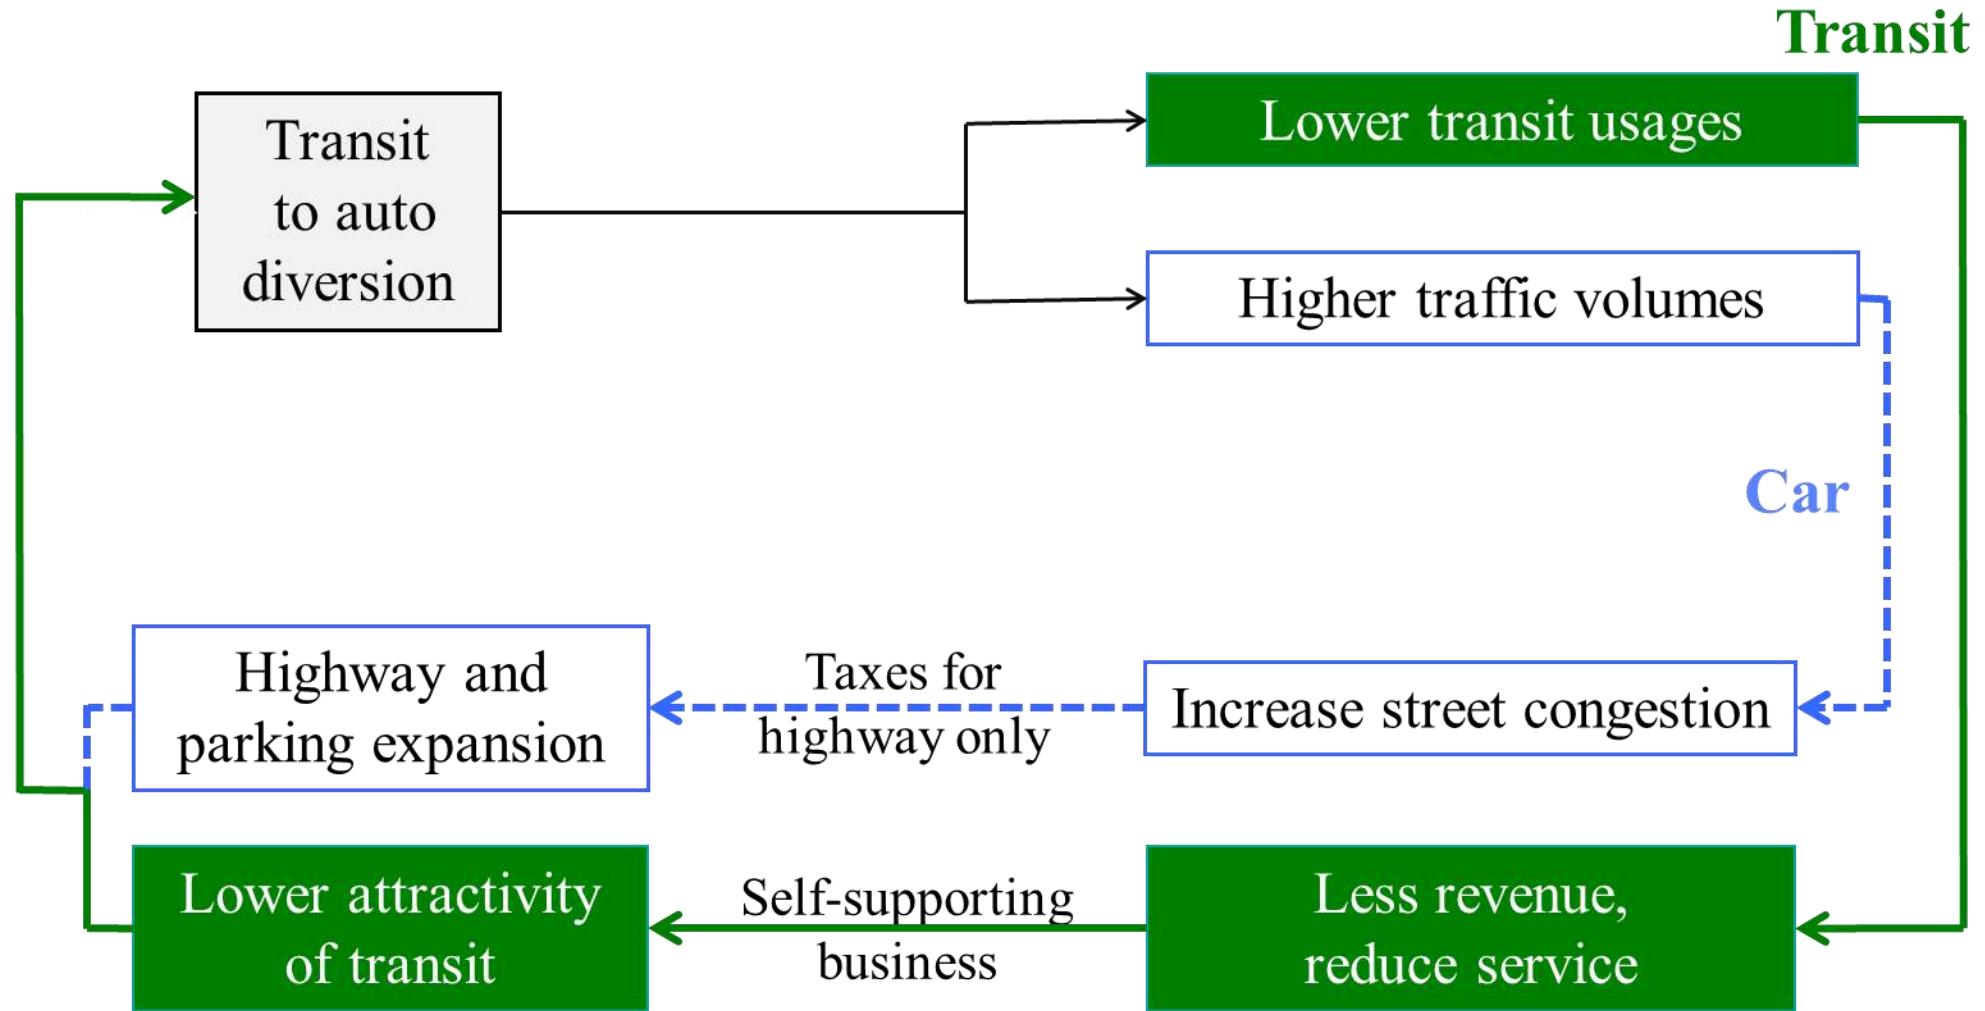 Transit
Transit
to auto
diversion
Lower transit usages
Higher traffic volumes
Car
Highway and
parking expansion
Taxes for
highway only
Increase street congestion
Lower attractivity
of transit
Self-supporting
business
Less revenue,
reduce service